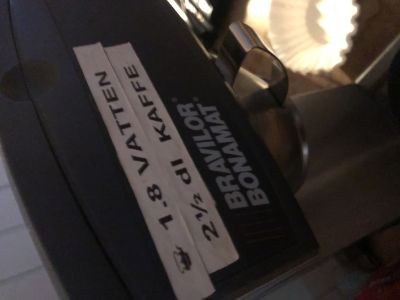 1.8 VATTEN
2½ dl KAFFE
BRAVILOR
BONAMAT